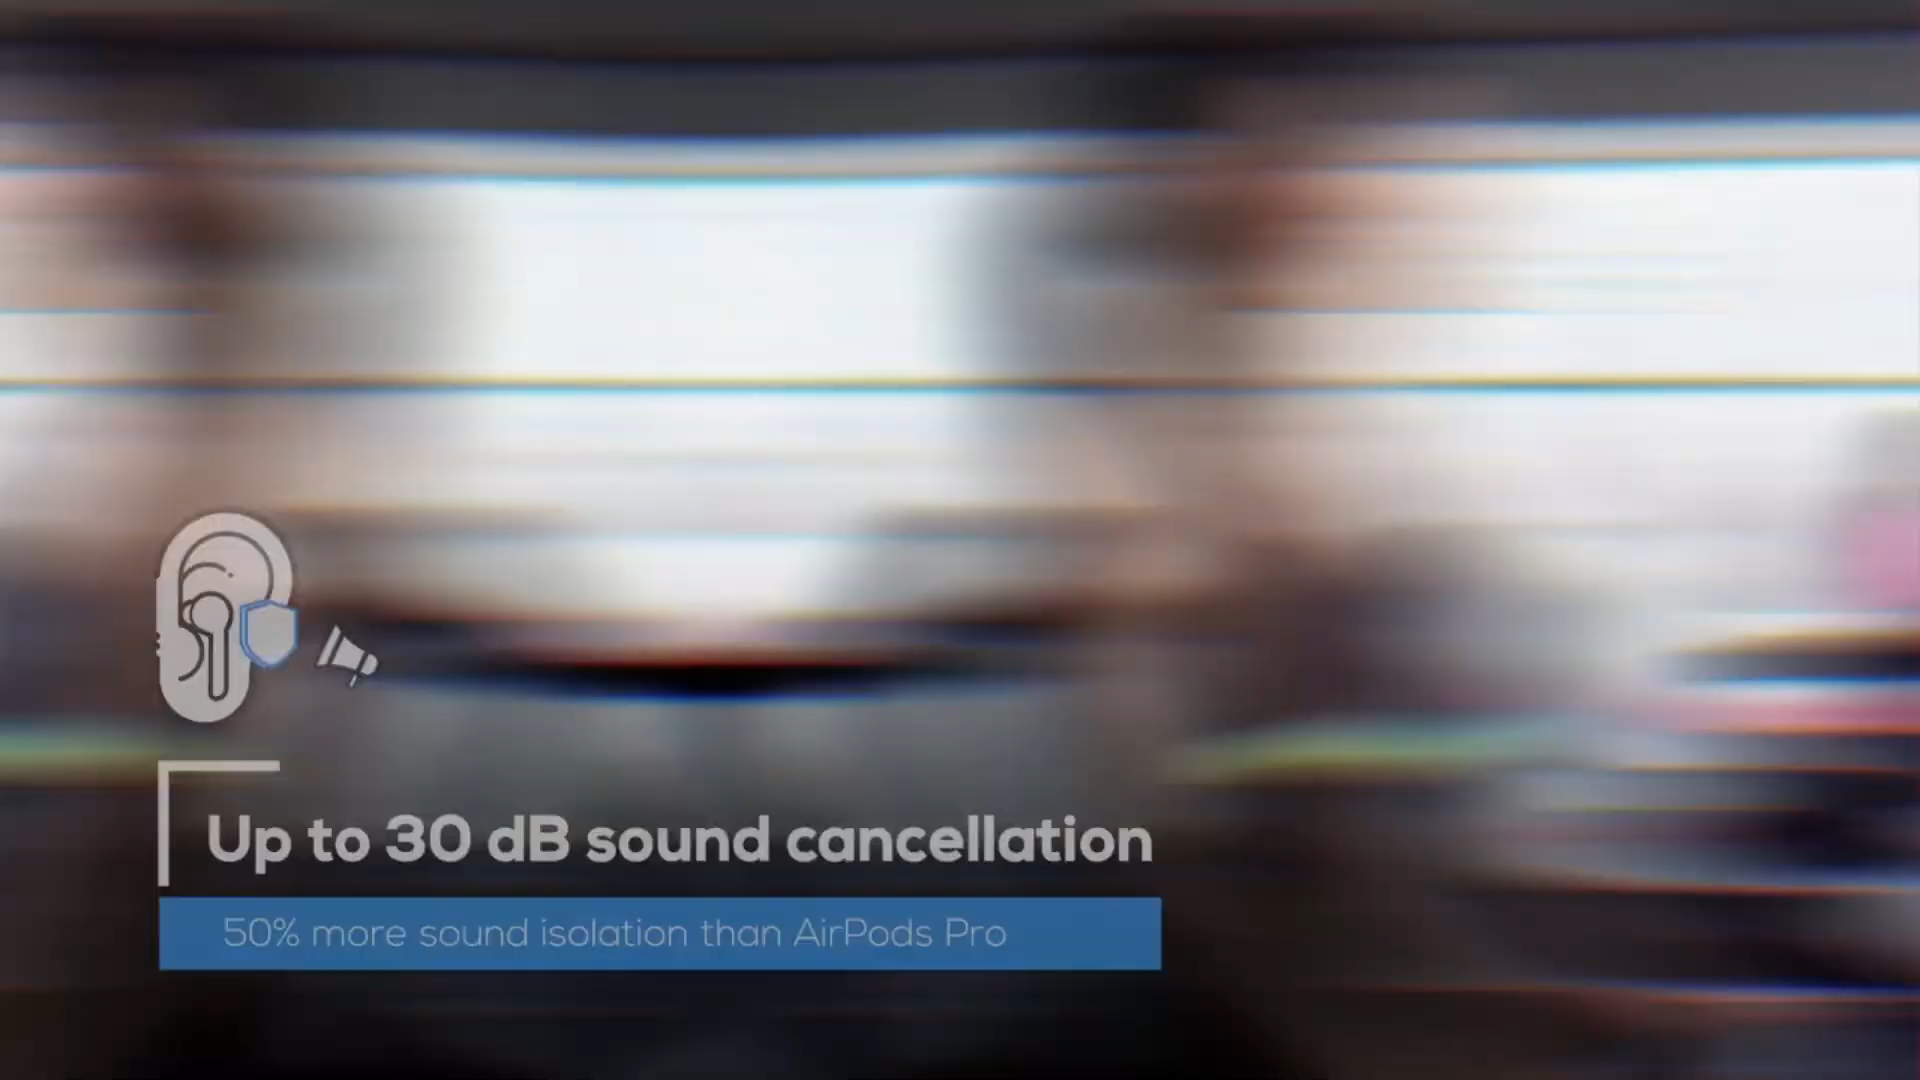 Up to 30 dB sound cancellation
50% more sound isolation than AirPods Pro